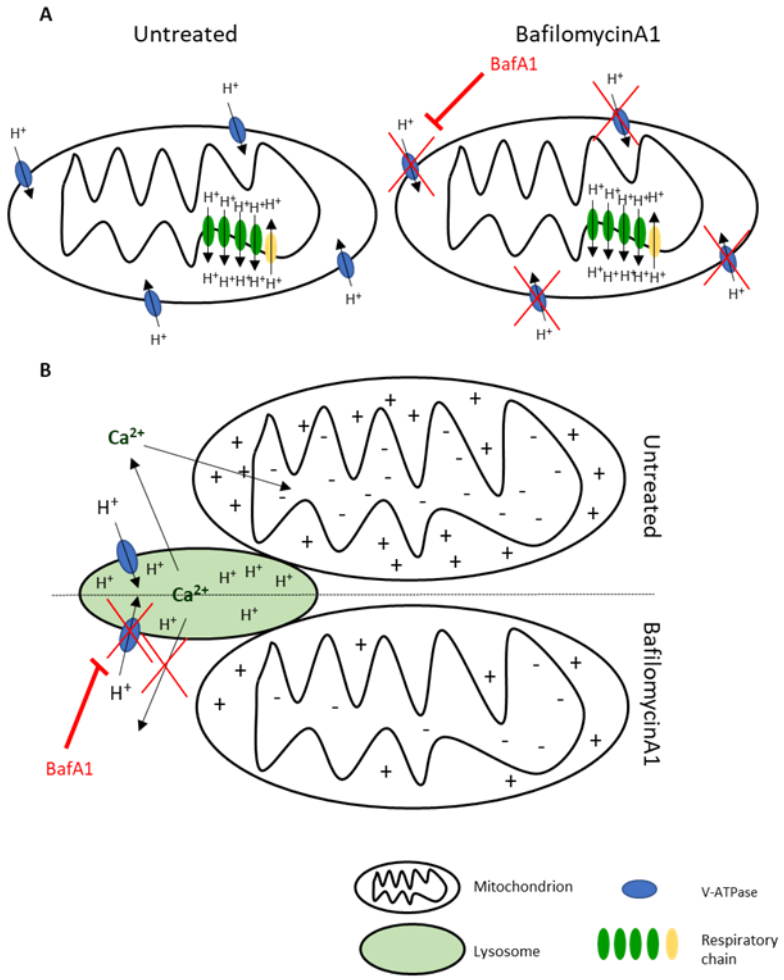 A
Untreated
BafilomycinA1
BafA1
H⁺
H⁺
H⁺
H⁺
H⁺ H⁺ H⁺ H⁺ H⁺
H⁺ H⁺ H⁺ H⁺ H⁺
H⁺
H⁺
H⁺ H⁺ H⁺ H⁺ H⁺
H⁺ H⁺ H⁺ H⁺ H⁺
H⁺
H⁺
B
Ca²⁺
Untreated
H⁺
H⁺ H⁺ H⁺ H⁺ H⁺
Ca²⁺
H⁺ H⁺
H⁺
BafA1
BafilomycinA1
Mitochondrion
V-ATPase
Lysosome
Respiratory
chain